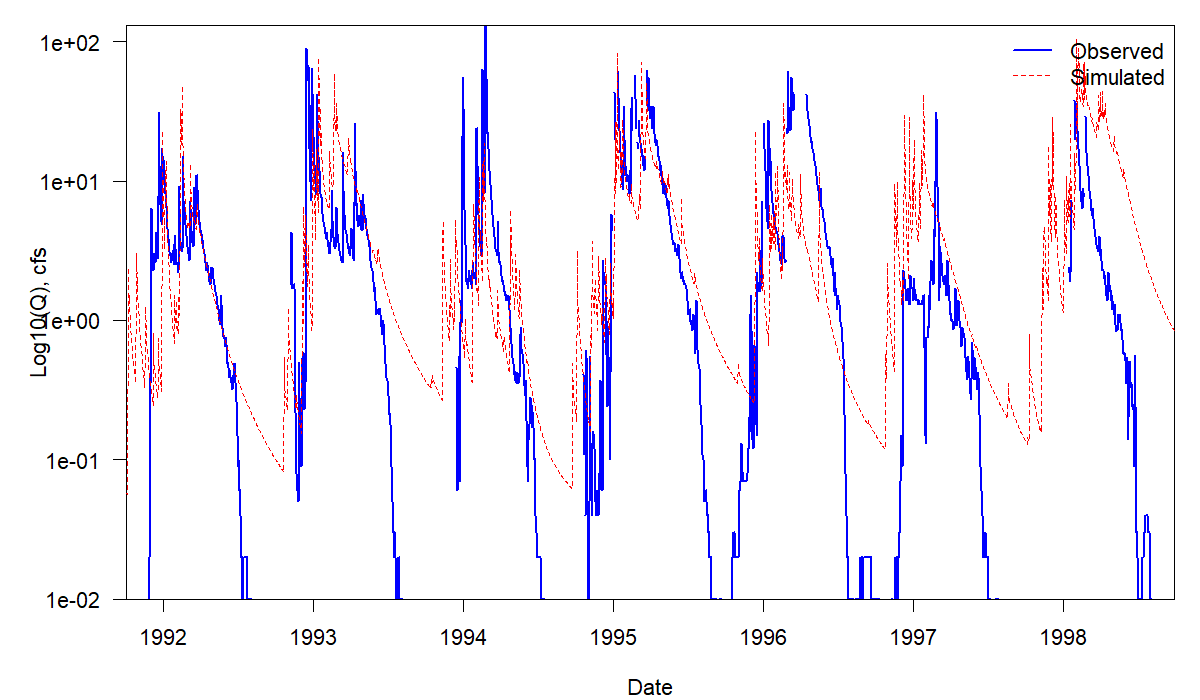 1e+02
1e+01
1e+00
1e-01
1e-02
Log10(Q), cfs
Observed
Simulated
1992
1993
1994
1995
1996
1997
1998
Date